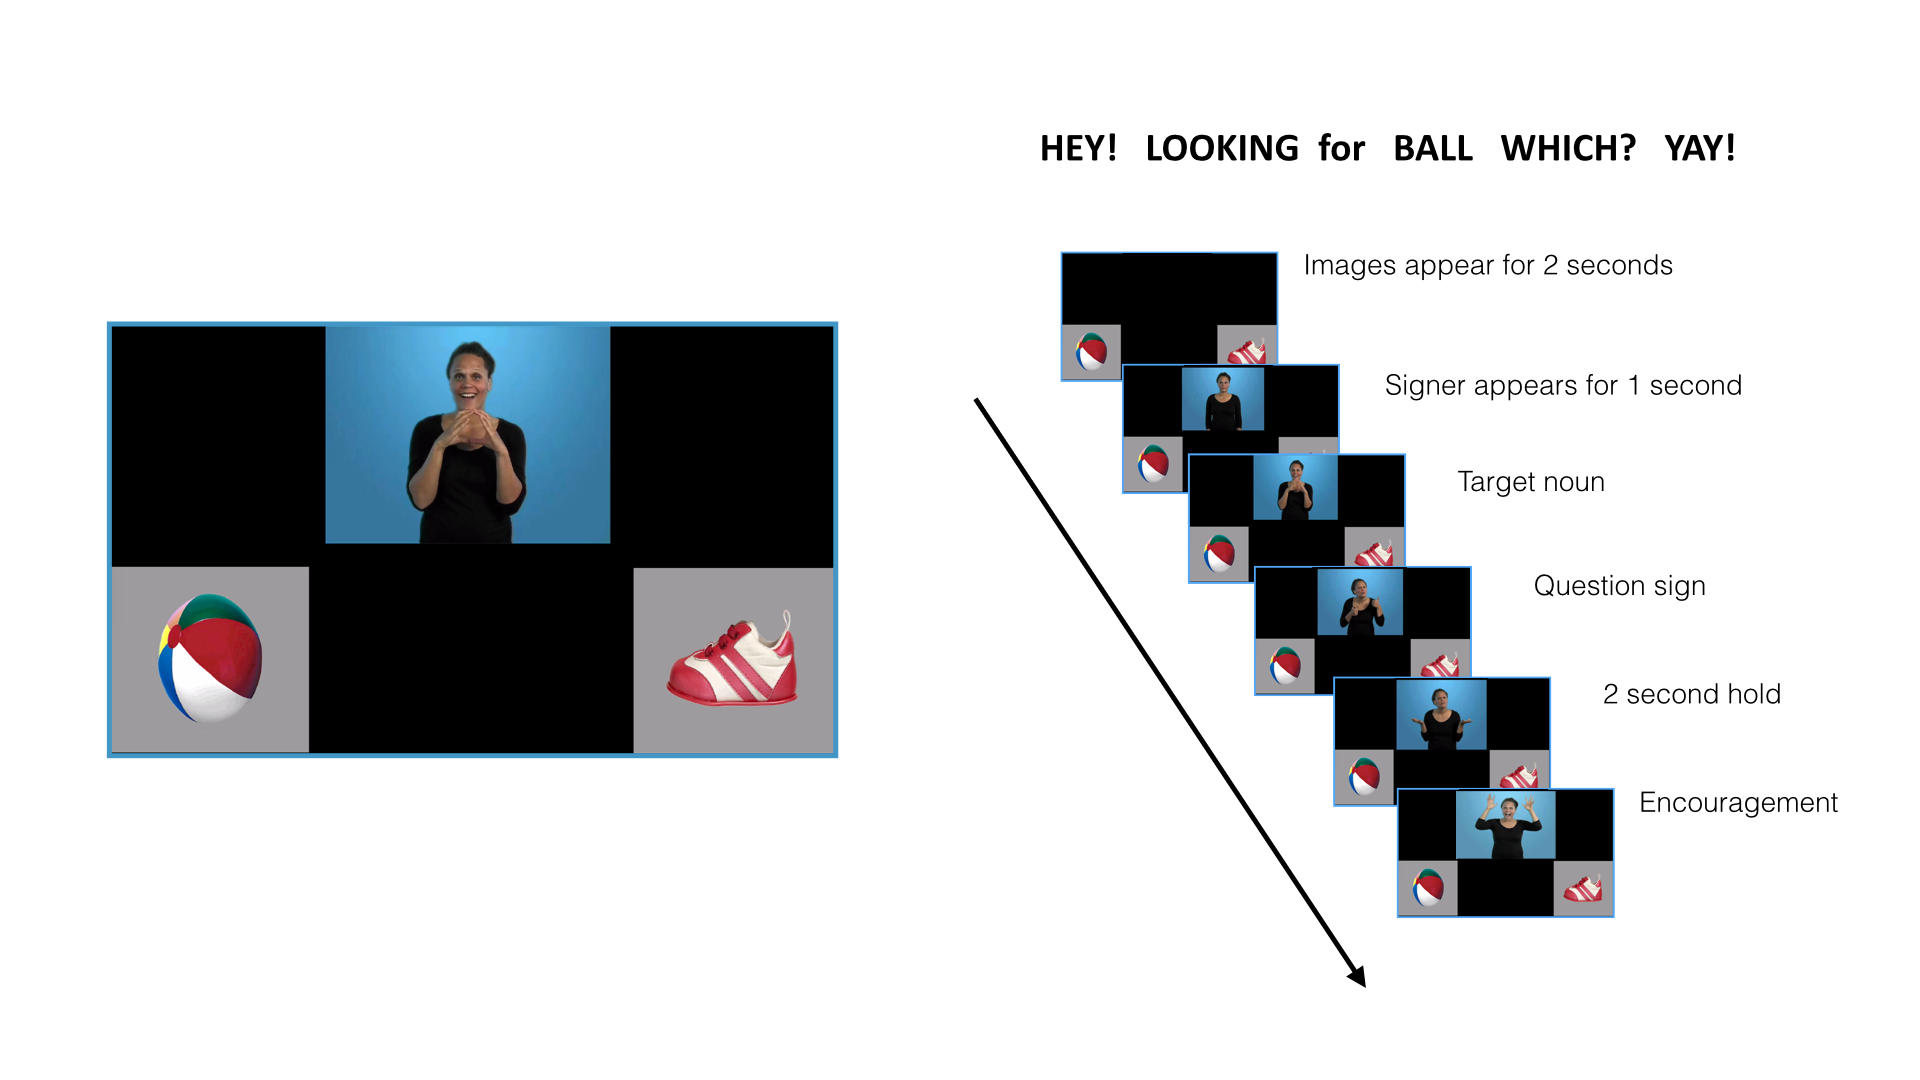 HEY! LOOKING for BALL WHICH? YAY!
Images appear for 2 seconds
Signer appears for 1 second
Target noun
Question sign
2 second hold
Encouragement